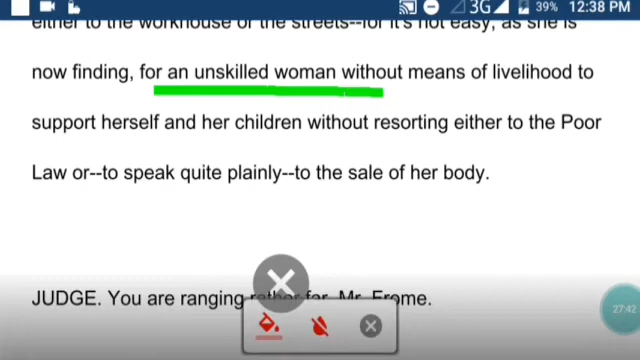 3G 39% 12:38 PM
either to the workhouse or the streets--for it's not easy, as she is
now finding, for an unskilled woman without means of livelihood to
support herself and her children without resorting either to the Poor
Law or--to speak quite plainly--to the sale of her body.
JUDGE. You are ranging rather far, Mr. Frome.
27:42